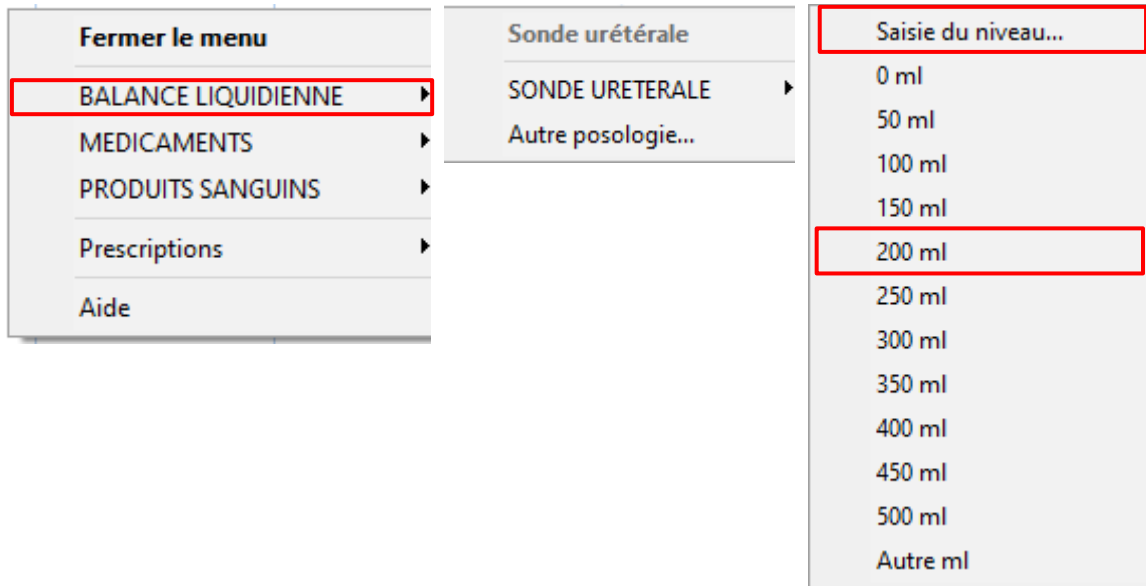 Fermer le menu
BALANCE LIQUIDIENNE
MEDICAMENTS
PRODUITS SANGUINS
Prescriptions
Aide
Sonde urétérale
SONDE URETERALE
Autre posologie...
Saisie du niveau...
0 ml
50 ml
100 ml
150 ml
200 ml
250 ml
300 ml
350 ml
400 ml
450 ml
500 ml
Autre ml